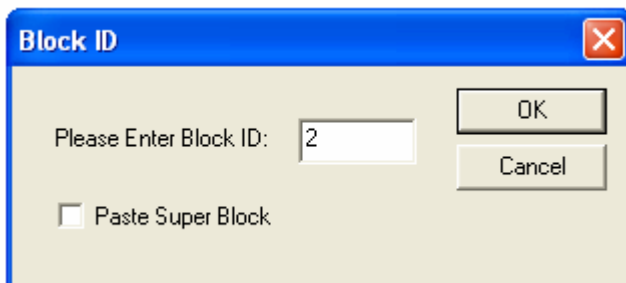 Block ID
OK
Please Enter Block ID: 2
Cancel
Paste Super Block